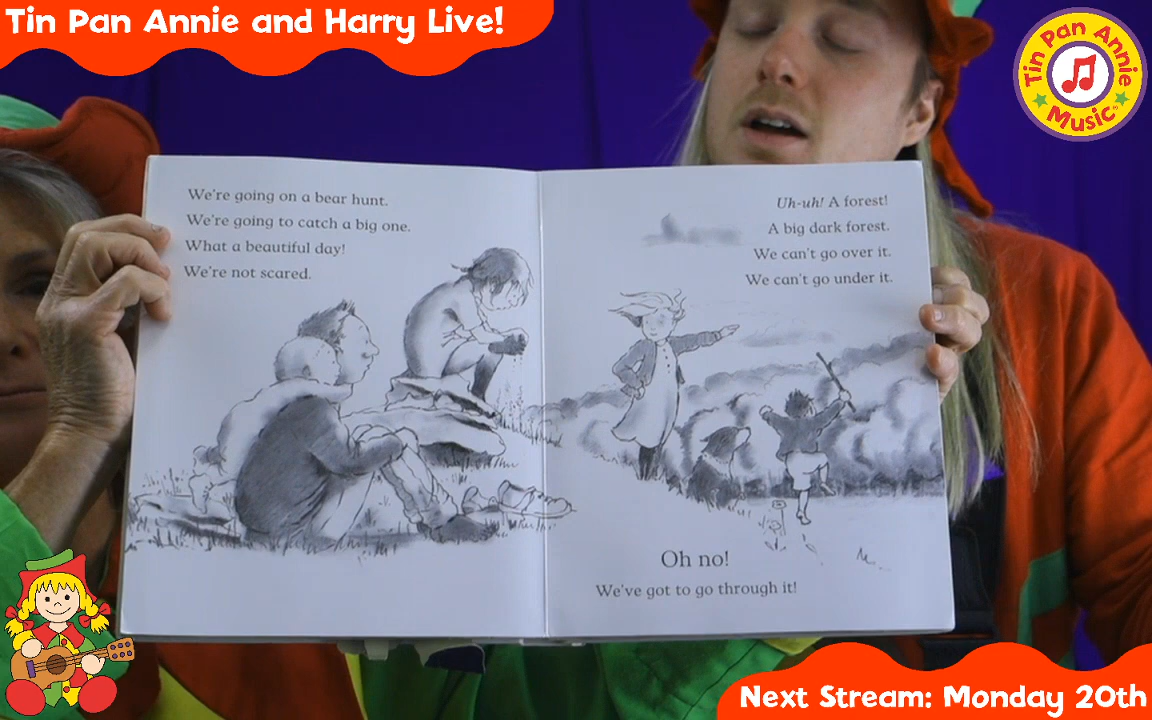 Tin Pan Annie and Harry Live!
Tin Pan Annie
Music
We're going on a bear hunt.
We're going to catch a big one.
What a beautiful day!
We're not scared.
Uh-uh! A forest!
A big dark forest.
We can't go over it.
We can't go under it.
Oh no!
We've got to go through it!
Next Stream: Monday 20th